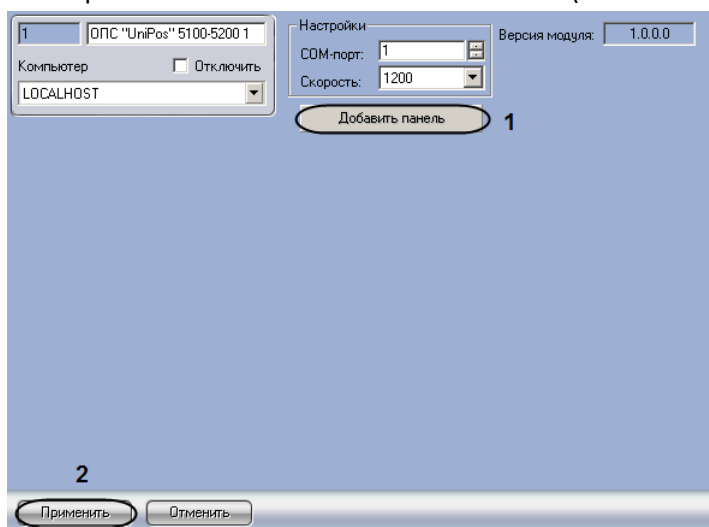 1
ОПС "UniPos" 5100-5200 1
Компьютер
Отключить
LOCALHOST
Настройки
COM-порт:
1
Скорость:
1200
Версия модуля:
1.0.0.0
Добавить панель
1
2
Применить
Отменить